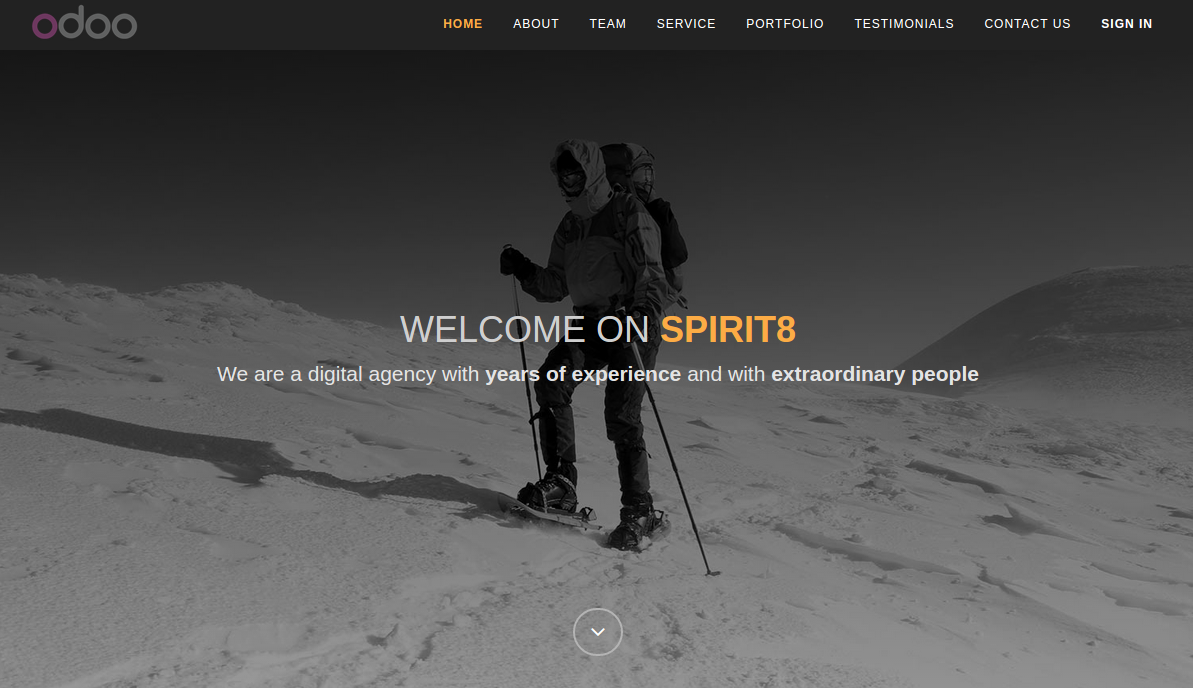 odoo
HOME ABOUT TEAM SERVICE PORTFOLIO TESTIMONIALS CONTACT US SIGN IN
WELCOME ON SPIRIT8
We are a digital agency with years of experience and with extraordinary people